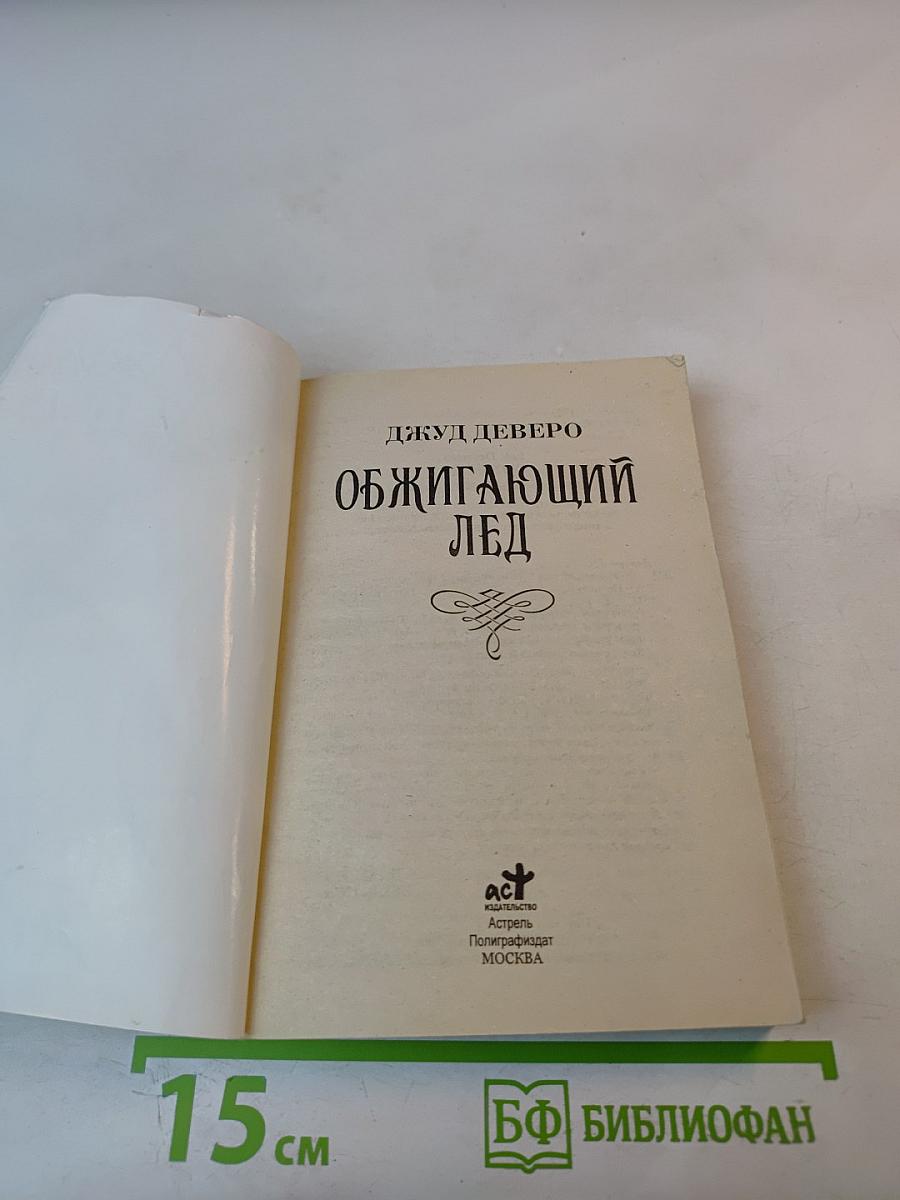 ДЖУД ДЕВЕРО
ОБЖИГАЮЩИЙ
ЛЕД
аст
ИЗДАТЕЛЬСТВО
Астрель
Полиграфиздат
МОСКВА
15 см
БФ БИБЛИОФАН